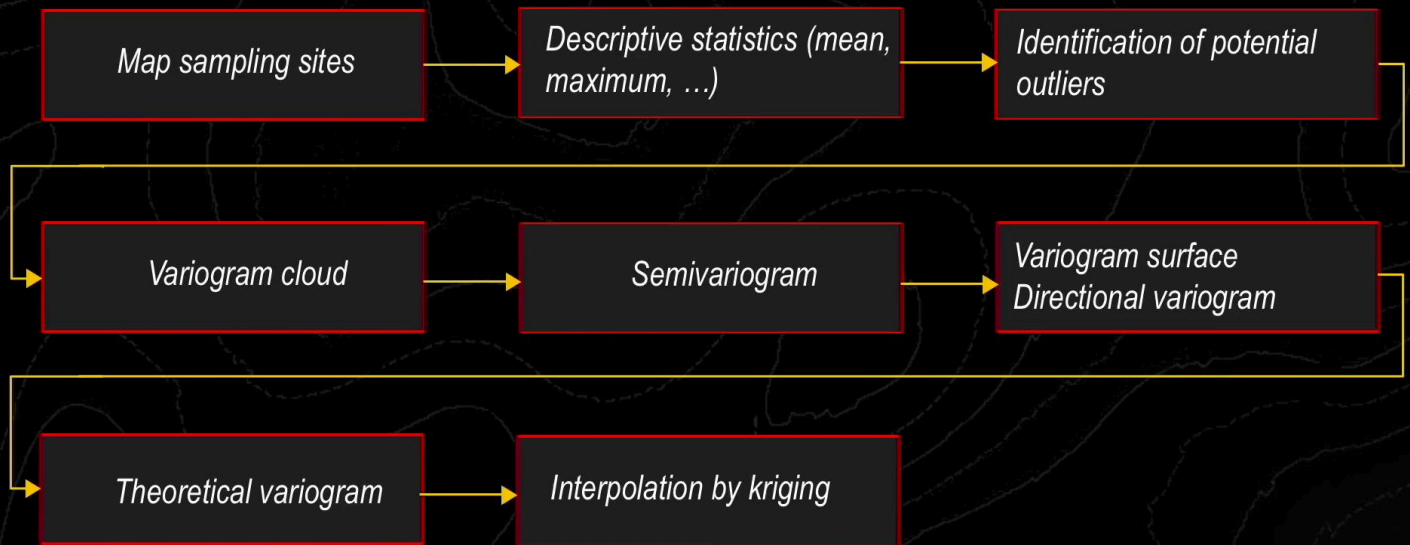 Map sampling sites
Descriptive statistics (mean,
maximum, …)
Identification of potential
outliers
Variogram cloud
Semivariogram
Variogram surface
Directional variogram
Theoretical variogram
Interpolation by kriging